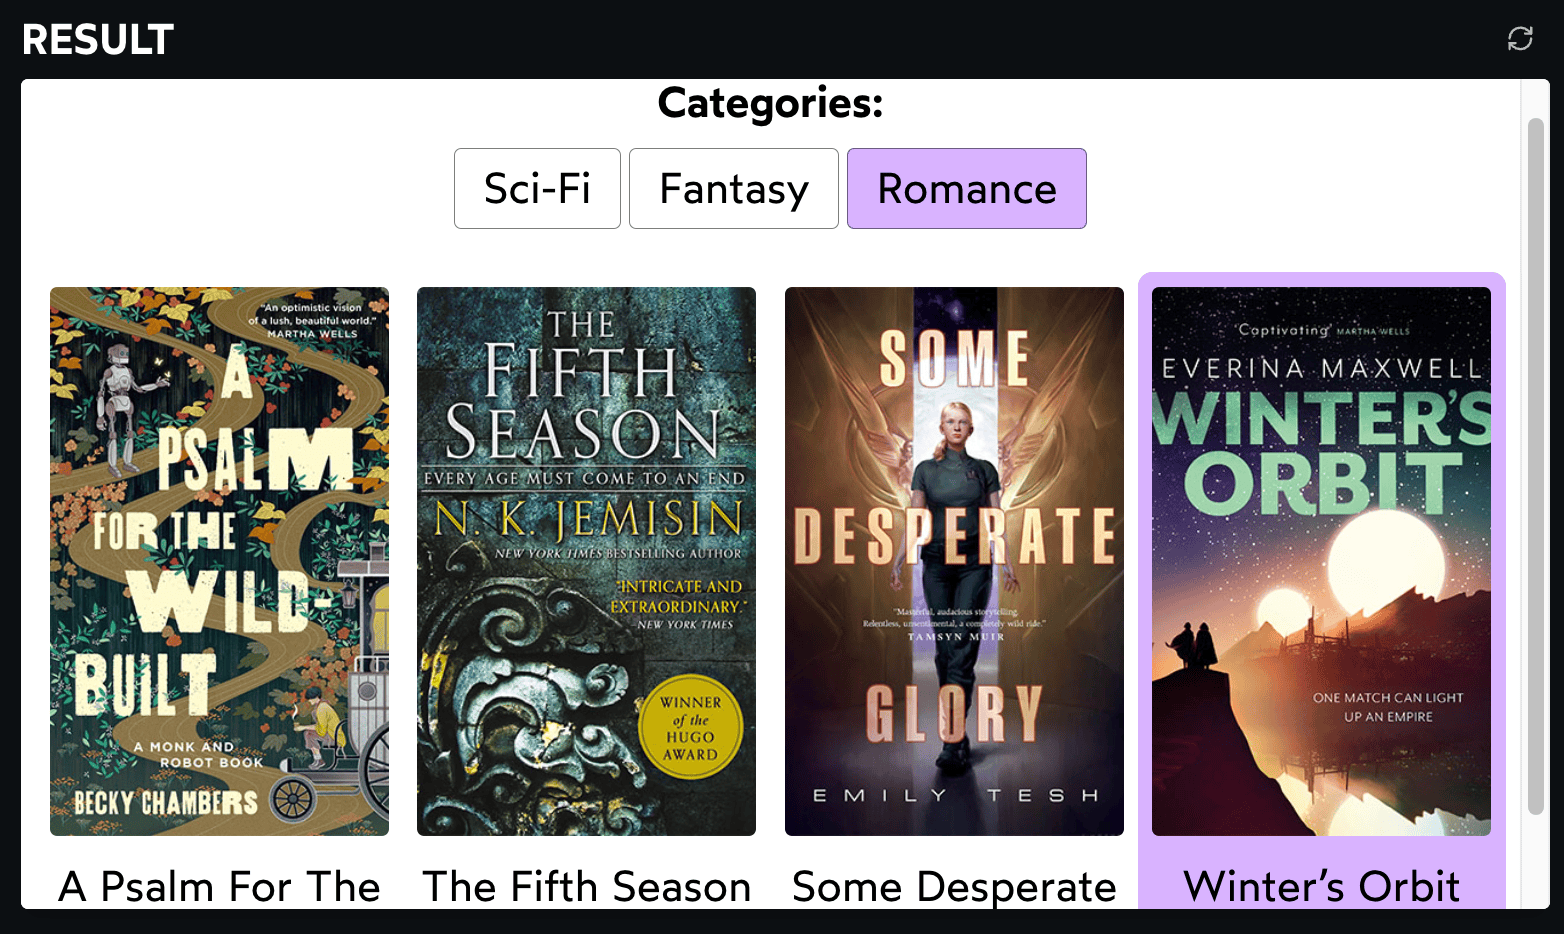 RESULT
Categories:
Sci-Fi
Fantasy
Romance
"An optimistic vision
of a lush, beautiful world."
MARTHA WELLS
A
PSALM
FOR THE
WILD-
BUILT
A MONK AND
ROBOT BOOK
BECKY CHAMBERS
THE
FIFTH
SEASON
EVERY AGE MUST COME TO AN END
N. K. JEMISIN
NEW YORK TIMES BESTSELLING AUTHOR
"INTRICATE AND
EXTRAORDINARY."
NEW YORK TIMES
WINNER
of the
HUGO
AWARD
SOME
DESPERATE
"Masterful, audacious storytelling.
Relentless, unsentimental, a completely wild ride."
TAMSYN MUIR
GLORY
EMILY TESH
'Captivating' MARTHA WELLS
EVERINA MAXWELL
WINTER'S
ORBIT
ONE MATCH CAN LIGHT
UP AN EMPIRE
A Psalm For The
The Fifth Season
Some Desperate
Winter’s Orbit